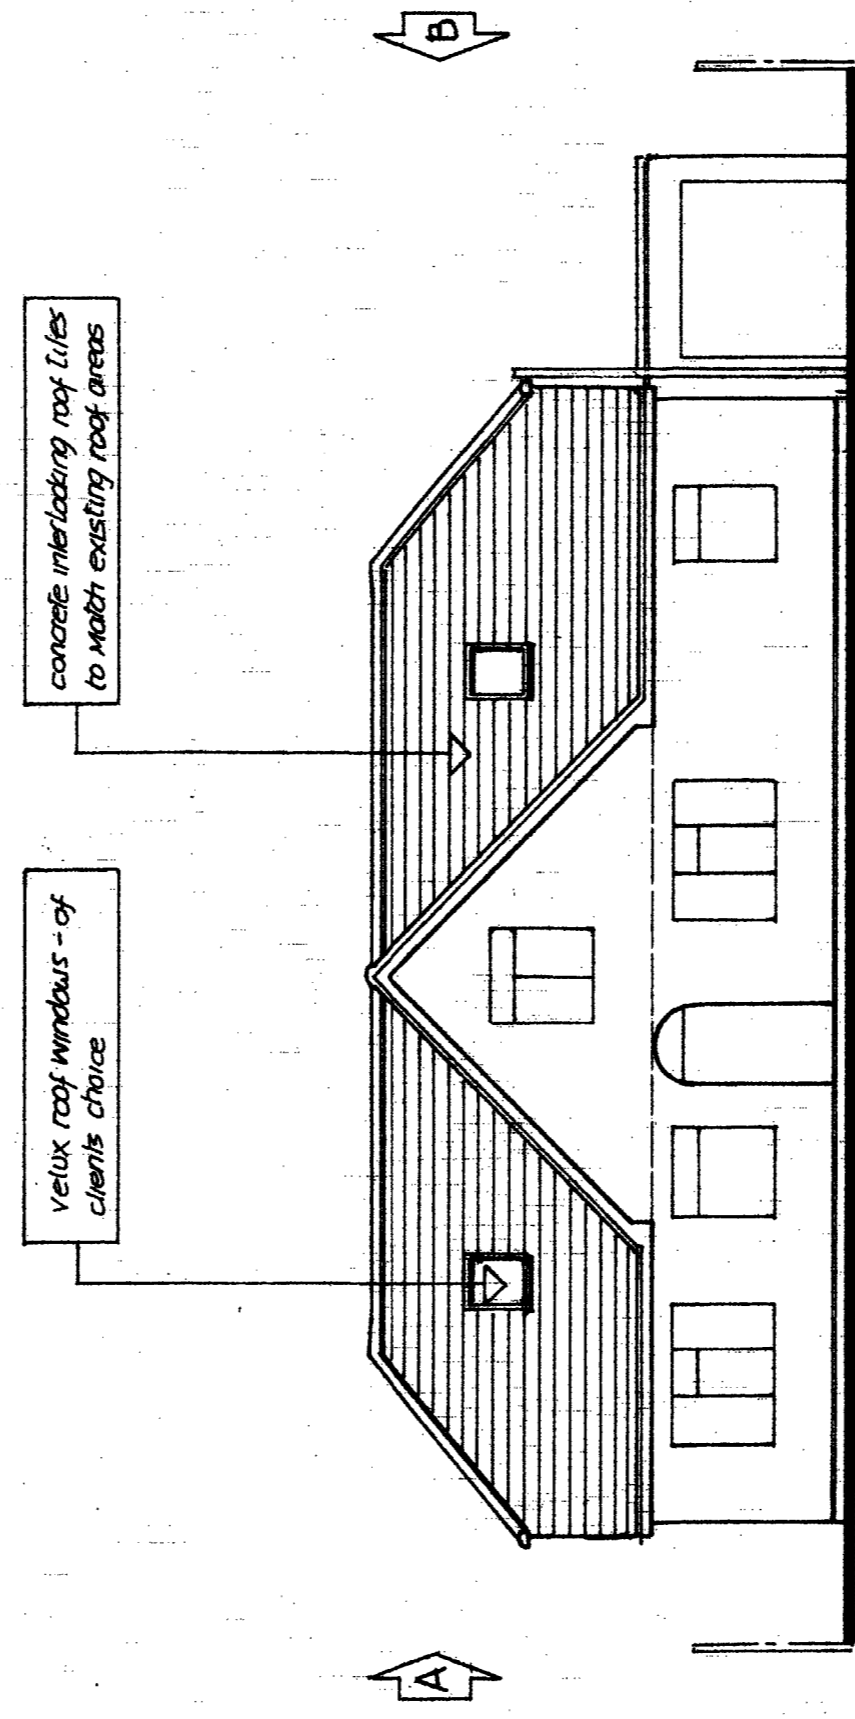 velux roof windows - of
clients choice
concrete interlocking roof tiles
to match existing roof areas
A
B